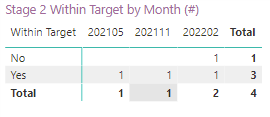 Stage 2 Within Target by Month (#)
Within Target 202105 202111 202202 Total
No 1 1
Yes 1 1 1 3
Total 1 1 2 4